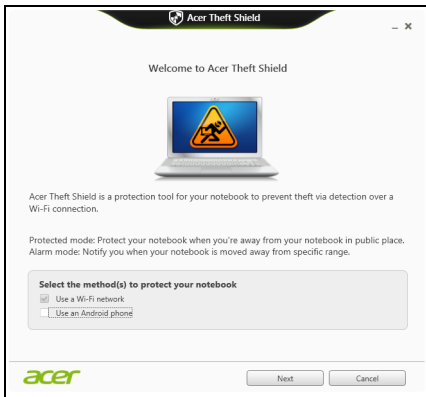 Acer Theft Shield
Welcome to Acer Theft Shield
Acer Theft Shield is a protection tool for your notebook to prevent theft via detection over a
Wi-Fi connection.
Protected mode: Protect your notebook when you're away from your notebook in public place.
Alarm mode: Notify you when your notebook is moved away from specific range.
Select the method(s) to protect your notebook
Use a Wi-Fi network
Use an Android phone
acer
Next
Cancel